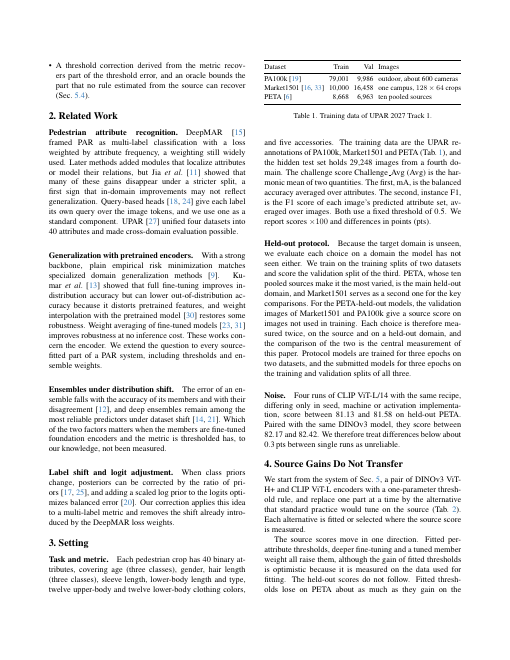 • A threshold correction derived from the metric recov-
ers part of the threshold error, and an oracle bounds the
part that no rule estimated from the source can recover
(Sec. 5.4).
2. Related Work
Pedestrian attribute recognition. DeepMAR [15]
framed PAR as multi-label classification with a loss
weighted by attribute frequency, a weighting still widely
used. Later methods added modules that localize attributes
or model their relations, but Jia et al. [11] showed that
many of these gains disappear under a stricter split, a
first sign that in-domain improvements may not reflect
generalization. Query-based heads [18, 24] give each label
its own query over the image tokens, and we use one as a
standard component. UPAR [27] unified four datasets into
40 attributes and made cross-domain evaluation possible.
Generalization with pretrained encoders. With a strong
backbone, plain empirical risk minimization matches
specialized domain generalization methods [9]. Ku-
mar et al. [13] showed that full fine-tuning improves in-
distribution accuracy but can lower out-of-distribution ac-
curacy because it distorts pretrained features, and weight
interpolation with the pretrained model [30] restores some
robustness. Weight averaging of fine-tuned models [23, 31]
improves robustness at no inference cost. These works con-
cern the encoder. We extend the question to every source-
fitted part of a PAR system, including thresholds and en-
semble weights.
Ensembles under distribution shift. The error of an en-
semble falls with the accuracy of its members and with their
disagreement [12], and deep ensembles remain among the
most reliable predictors under dataset shift [14, 21]. Which
of the two factors matters when the members are fine-tuned
foundation encoders and the metric is thresholded has, to
our knowledge, not been measured.
Label shift and logit adjustment. When class priors
change, posteriors can be corrected by the ratio of pri-
ors [17, 25], and adding a scaled log prior to the logits opti-
mizes balanced error [20]. Our correction applies this idea
to a multi-label metric and removes the shift already intro-
duced by the DeepMAR loss weights.
3. Setting
Task and metric. Each pedestrian crop has 40 binary at-
tributes, covering age (three classes), gender, hair length
(three classes), sleeve length, lower-body length and type,
twelve upper-body and twelve lower-body clothing colors,
Dataset Train Val Images
PA100k [19] 79,001 9,986 outdoor, about 600 cameras
Market1501 [16, 33] 10,000 16,458 one campus, 128 × 64 crops
PETA [6] 8,668 6,963 ten pooled sources
Table 1. Training data of UPAR 2027 Track 1.
and five accessories. The training data are the UPAR re-
annotations of PA100k, Market1501 and PETA (Tab. 1), and
the hidden test set holds 29,248 images from a fourth do-
main. The challenge score Challenge_Avg (Avg) is the har-
monic mean of two quantities. The first, mA, is the balanced
accuracy averaged over attributes. The second, instance F1,
is the F1 score of each image's predicted attribute set, av-
eraged over images. Both use a fixed threshold of 0.5. We
report scores ×100 and differences in points (pts).
Held-out protocol. Because the target domain is unseen,
we evaluate each choice on a domain the model has not
seen either. We train on the training splits of two datasets
and score the validation split of the third. PETA, whose ten
pooled sources make it the most varied, is the main held-out
domain, and Market1501 serves as a second one for the key
comparisons. For the PETA-held-out models, the validation
images of Market1501 and PA100k give a source score on
images not used in training. Each choice is therefore mea-
sured twice, on the source and on a held-out domain, and
the comparison of the two is the central measurement of
this paper. Protocol models are trained for three epochs on
two datasets, and the submitted models for three epochs on
the training and validation splits of all three.
Noise. Four runs of CLIP ViT-L/14 with the same recipe,
differing only in seed, machine or activation implementa-
tion, score between 81.13 and 81.58 on held-out PETA.
Paired with the same DINOv3 model, they score between
82.17 and 82.42. We therefore treat differences below about
0.3 pts between single runs as unreliable.
4. Source Gains Do Not Transfer
We start from the system of Sec. 5, a pair of DINOv3 ViT-
H+ and CLIP ViT-L encoders with a one-parameter thresh-
old rule, and replace one part at a time by the alternative
that standard practice would tune on the source (Tab. 2).
Each alternative is fitted or selected where the source score
is measured.
The source scores move in one direction. Fitted per-
attribute thresholds, deeper fine-tuning and a tuned member
weight all raise them, although the gain of fitted thresholds
is optimistic because it is measured on the data used for
fitting. The held-out scores do not follow. Fitted thresh-
olds lose on PETA about as much as they gain on the